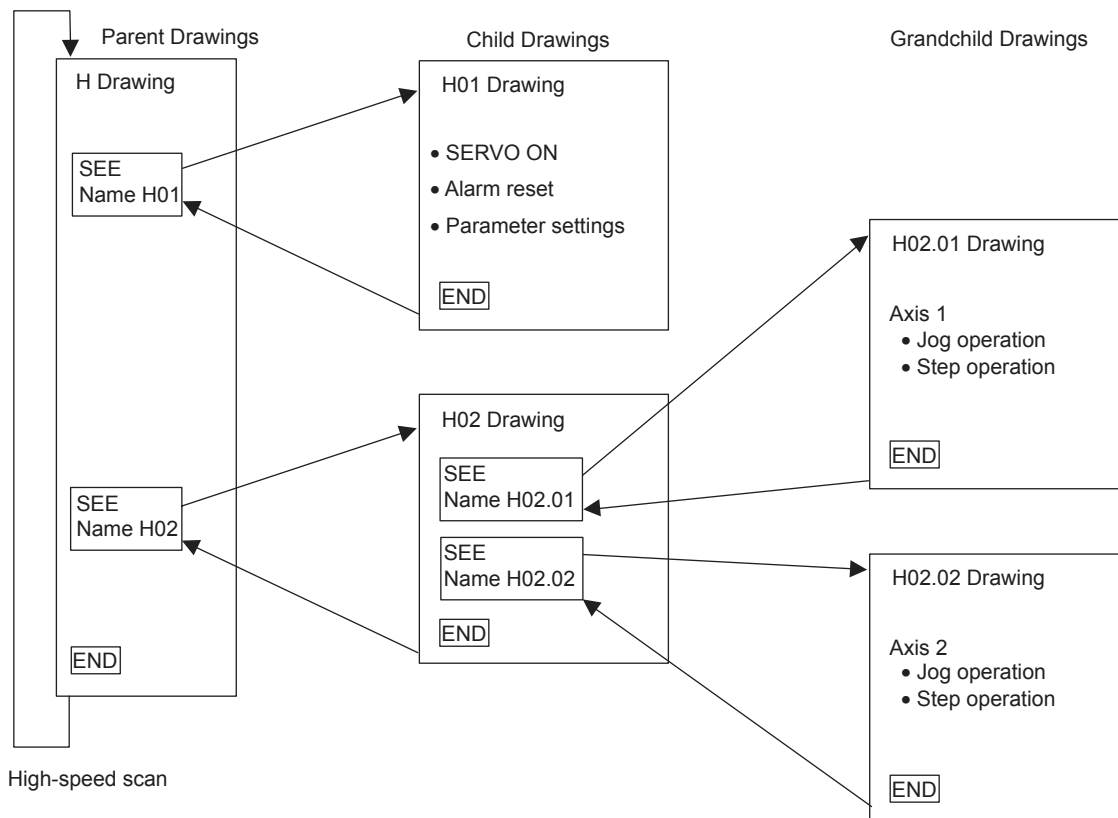 Parent Drawings
Child Drawings
Grandchild Drawings
H Drawing
SEE
Name H01
SEE
Name H02
END
High-speed scan
H01 Drawing
• SERVO ON
• Alarm reset
• Parameter settings
END
H02 Drawing
SEE
Name H02.01
SEE
Name H02.02
END
H02.01 Drawing
Axis 1
• Jog operation
• Step operation
END
H02.02 Drawing
Axis 2
• Jog operation
• Step operation
END